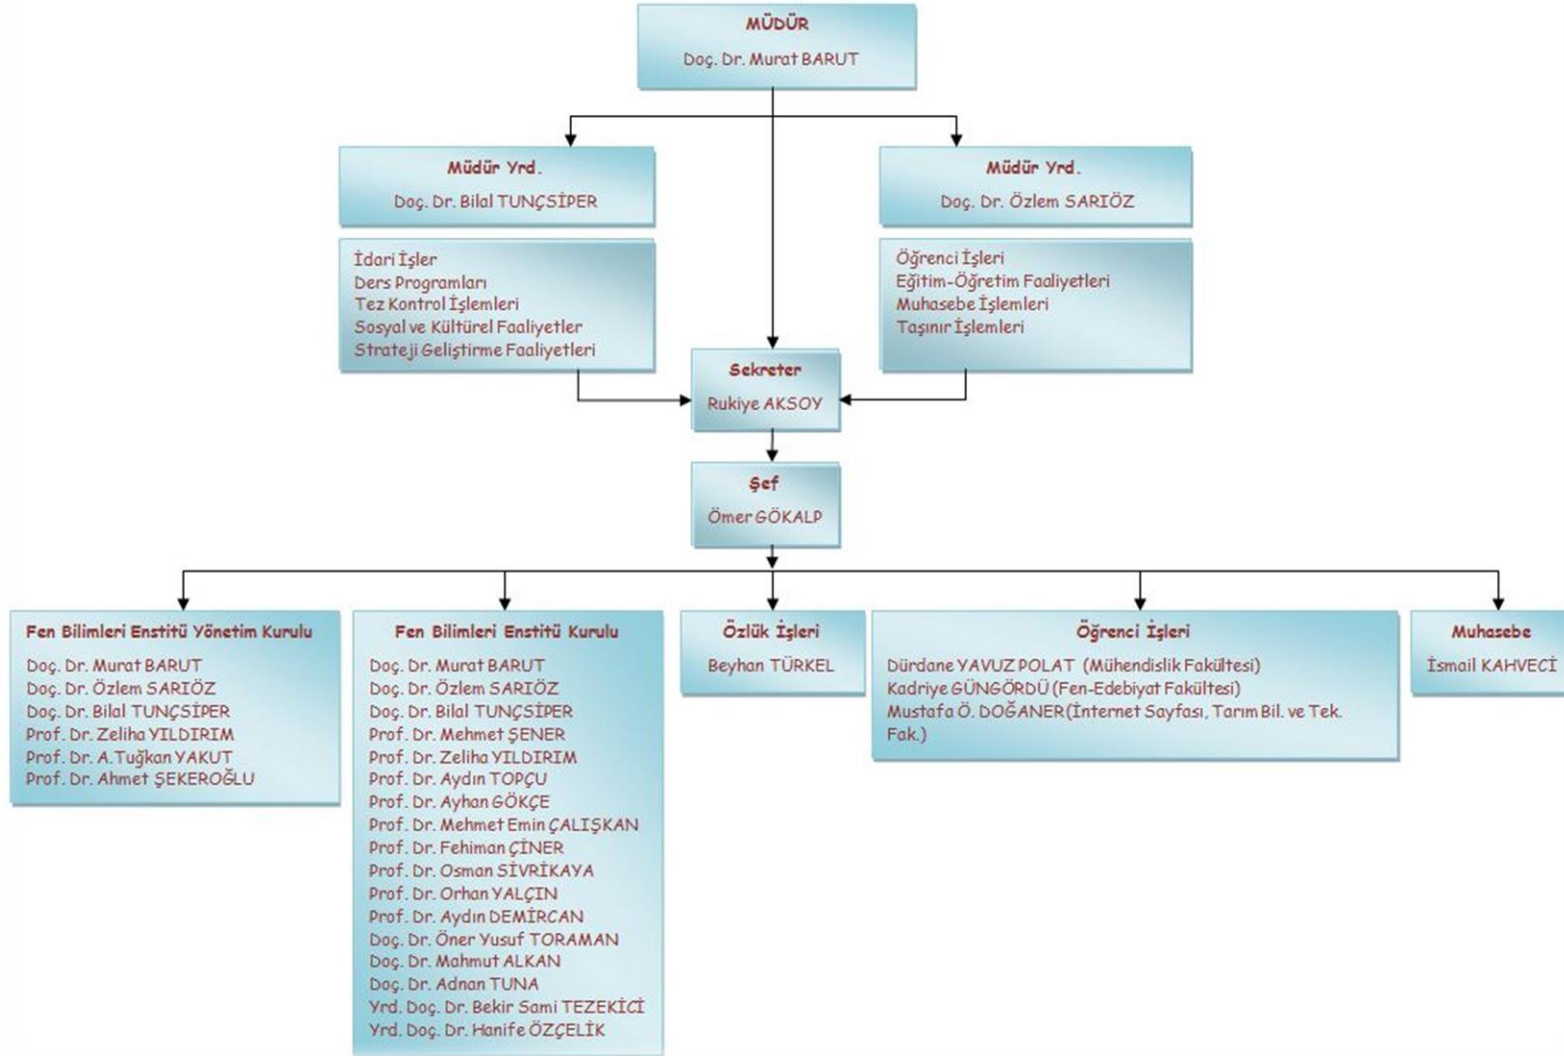 MÜDÜR
Doç. Dr. Murat BARUT
Müdür Yrd.
Doç. Dr. Bilal TUNÇSİPER
Müdür Yrd.
Doç. Dr. Özlem SARIÖZ
İdari İşler
Ders Programları
Tez Kontrol İşlemleri
Sosyal ve Kültürel Faaliyetler
Strateji Geliştirme Faaliyetleri
Öğrenci İşleri
Eğitim-Öğretim Faaliyetleri
Muhasebe İşlemleri
Taşınır İşlemleri
Sekreter
Rukiye AKSOY
Şef
Ömer GÖKALP
Fen Bilimleri Enstitü Yönetim Kurulu
Doç. Dr. Murat BARUT
Doç. Dr. Özlem SARIÖZ
Doç. Dr. Bilal TUNÇSİPER
Prof. Dr. Zeliha YILDIRIM
Prof. Dr. A.Tuğkan YAKUT
Prof. Dr. Ahmet ŞEKEROĞLU
Fen Bilimleri Enstitü Kurulu
Doç. Dr. Murat BARUT
Doç. Dr. Özlem SARIÖZ
Doç. Dr. Bilal TUNÇSİPER
Prof. Dr. Mehmet ŞENER
Prof. Dr. Zeliha YILDIRIM
Prof. Dr. Aydın TOPÇU
Prof. Dr. Ayhan GÖKÇE
Prof. Dr. Mehmet Emin ÇALIŞKAN
Prof. Dr. Fehiman ÇİNER
Prof. Dr. Osman SİVRİKAYA
Prof. Dr. Orhan YALÇIN
Prof. Dr. Aydın DEMİRCAN
Doç. Dr. Öner Yusuf TORAMAN
Doç. Dr. Mahmut ALKAN
Doç. Dr. Adnan TUNA
Yrd. Doç. Dr. Bekir Sami TEZEKİCİ
Yrd. Doç. Dr. Hanife ÖZÇELİK
Özlük İşleri
Beyhan TÜRKEL
Öğrenci İşleri
Dürdane YAVUZ POLAT (Mühendislik Fakültesi)
Kadriye GÜNGÖRDÜ (Fen-Edebiyat Fakültesi)
Mustafa Ö. DOĞANER(İnternet Sayfası, Tarım Bil. ve Tek.
Fak.)
Muhasebe
İsmail KAHVECİ